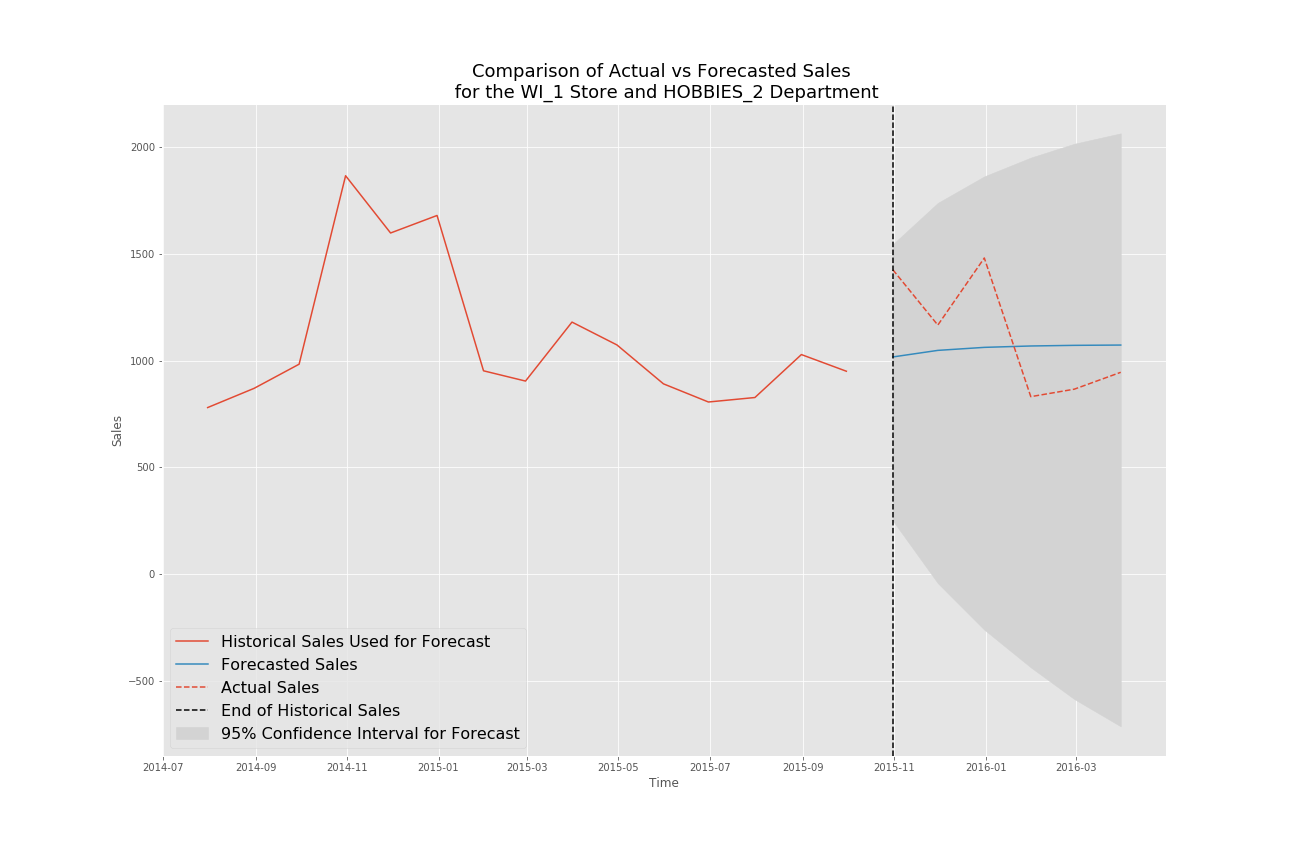 Comparison of Actual vs Forecasted Sales
for the WI_1 Store and HOBBIES_2 Department
2000
1500
1000
500
0
−500
Sales
Historical Sales Used for Forecast
Forecasted Sales
Actual Sales
End of Historical Sales
95% Confidence Interval for Forecast
2014-07 2014-09 2014-11 2015-01 2015-03 2015-05 2015-07 2015-09 2015-11 2016-01 2016-03
Time